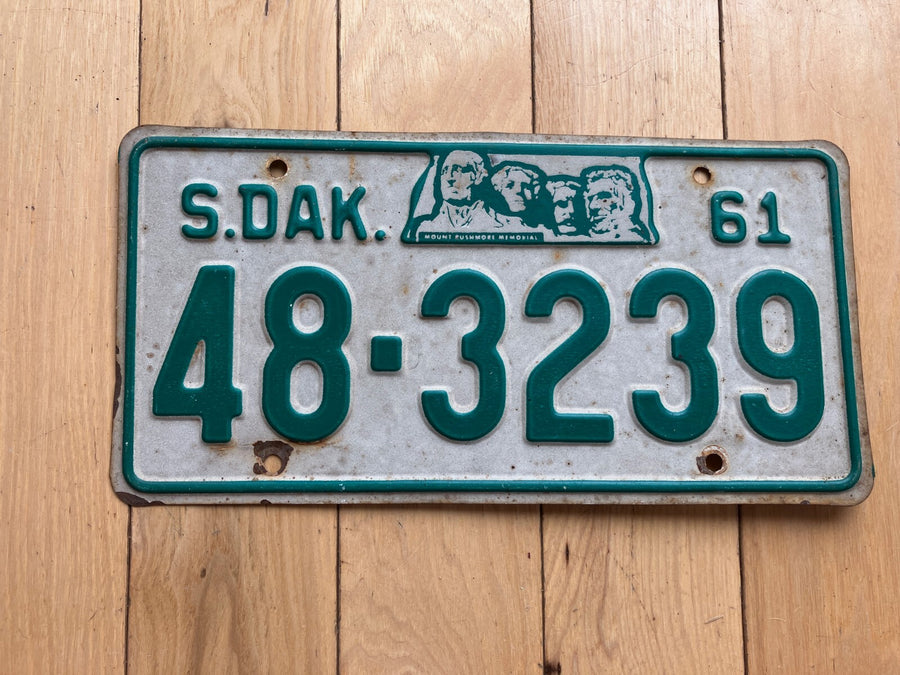 S.DAK. 61
MOUNT RUSHMORE MEMORIAL
48·3239